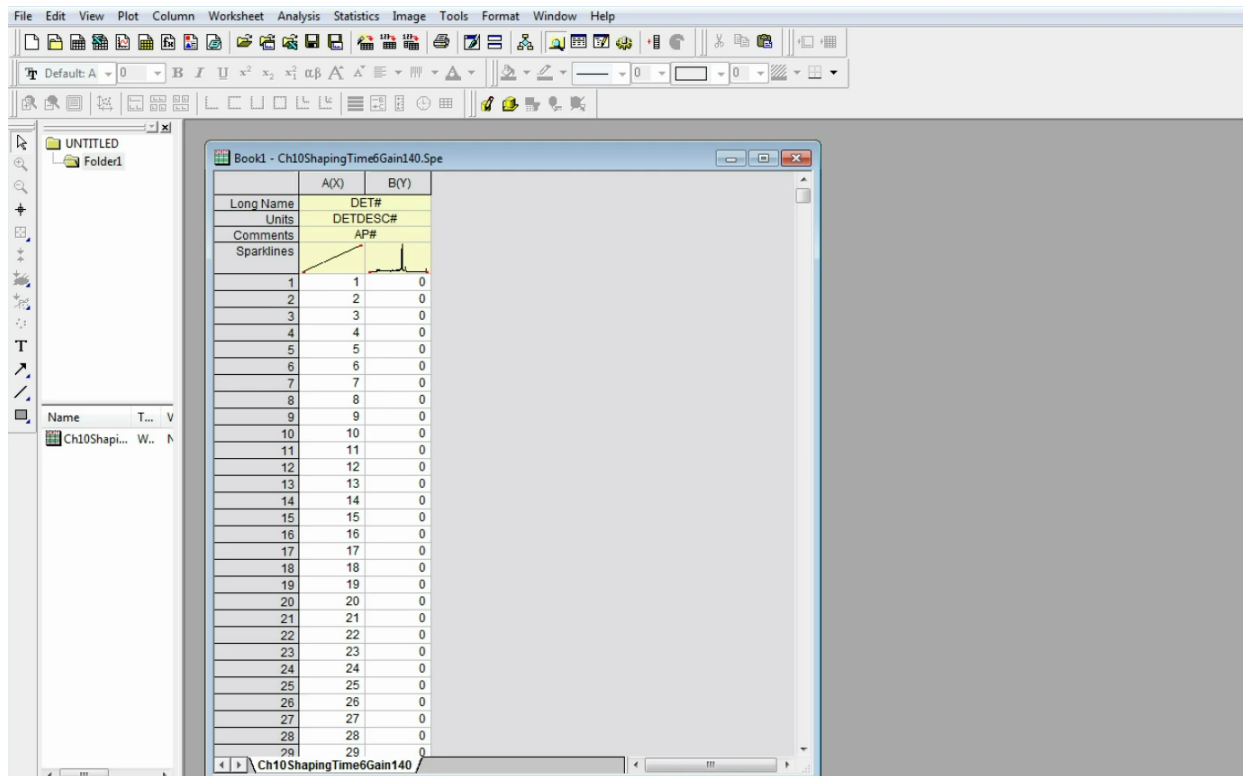 File Edit View Plot Column Worksheet Analysis Statistics Image Tools Format Window Help
Default: A 0 B I U x² x₂ x₁² αβ A A A 0 0
UNTITLED
Folder1
Name T... V
Ch10Shapi... W.. N
Book1 - Ch10ShapingTime6Gain140.Spe
A(X) B(Y)
Long Name DET#
Units DETDESC#
Comments AP#
Sparklines
1 1 0
2 2 0
3 3 0
4 4 0
5 5 0
6 6 0
7 7 0
8 8 0
9 9 0
10 10 0
11 11 0
12 12 0
13 13 0
14 14 0
15 15 0
16 16 0
17 17 0
18 18 0
19 19 0
20 20 0
21 21 0
22 22 0
23 23 0
24 24 0
25 25 0
26 26 0
27 27 0
28 28 0
29 29 0
Ch10ShapingTime6Gain140
T